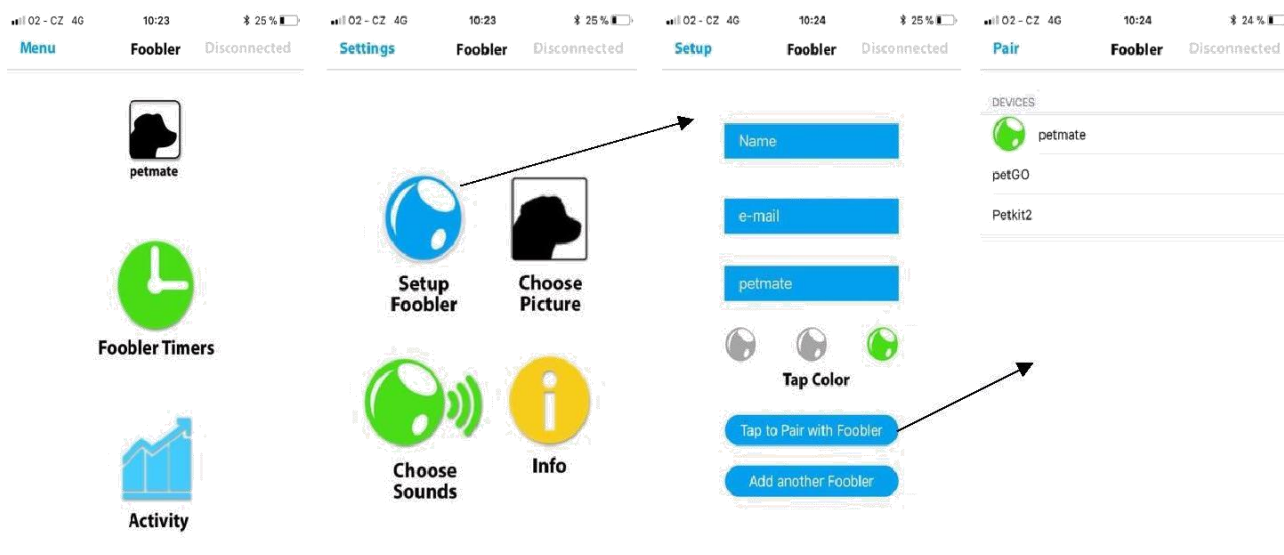 O2 - CZ 4G 10:23 25 %
Menu Foobler Disconnected
petmate
Foobler Timers
Activity
O2 - CZ 4G 10:23 25 %
Settings Foobler Disconnected
Setup
Foobler
Choose
Picture
Choose
Sounds
Info
O2 - CZ 4G 10:24 25 %
Setup Foobler Disconnected
Name
e-mail
petmate
Tap Color
Tap to Pair with Foobler
Add another Foobler
O2 - CZ 4G 10:24 24 %
Pair Foobler Disconnected
DEVICES
petmate
petGO
Petkit2